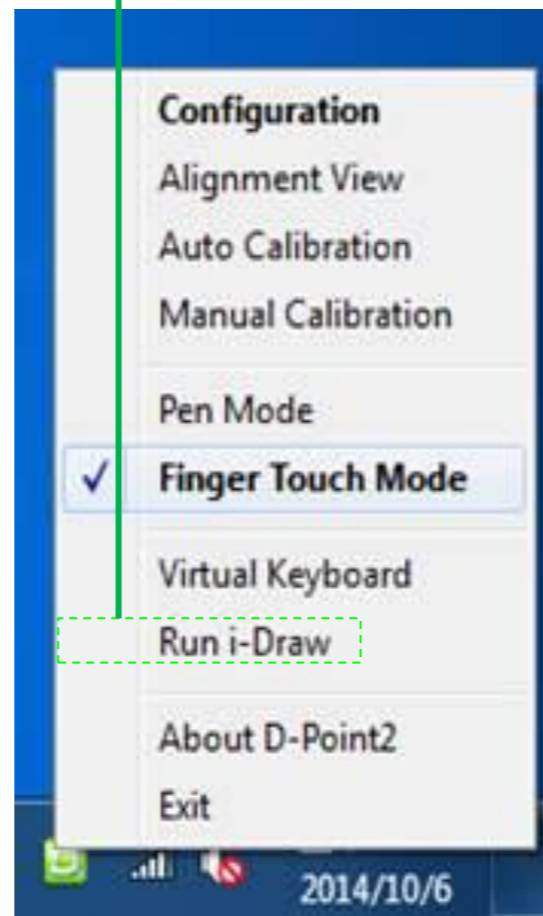 Configuration
Alignment View
Auto Calibration
Manual Calibration
Pen Mode
Finger Touch Mode
Virtual Keyboard
Run i-Draw
About D-Point2
Exit
2014/10/6